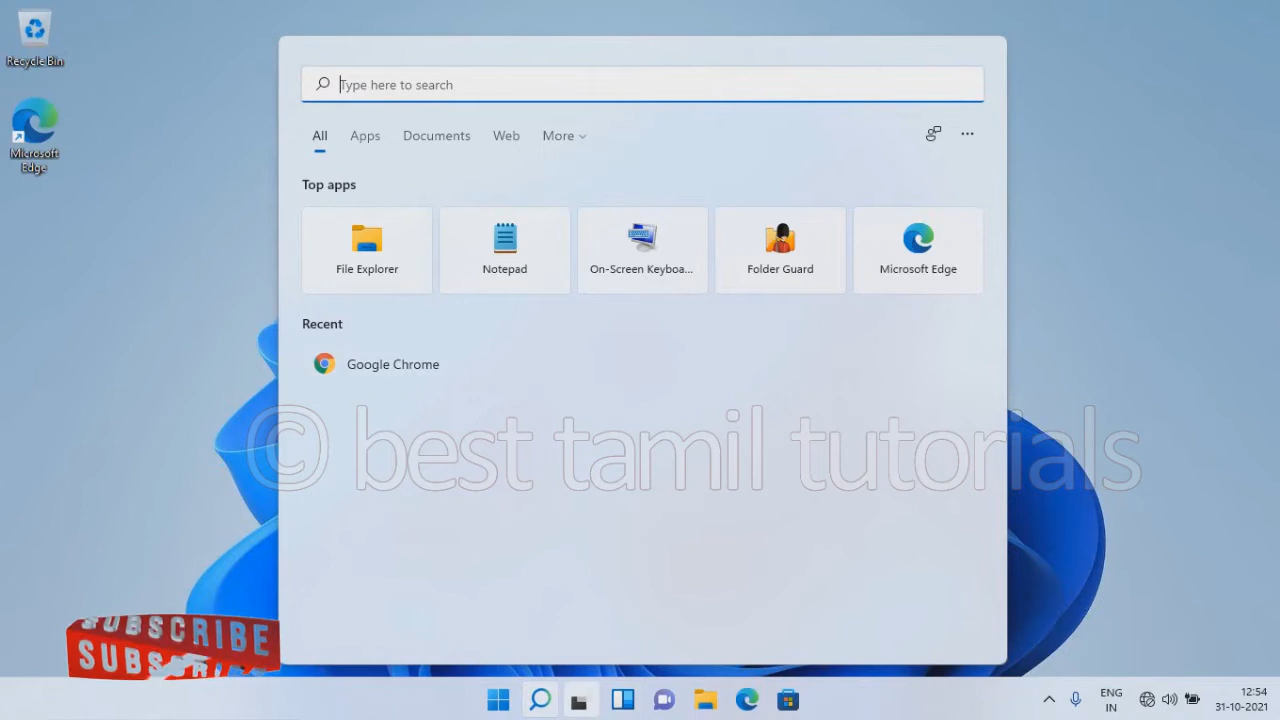 Recycle Bin
Microsoft
Edge
Type here to search
All Apps Documents Web More
Top apps
File Explorer Notepad On-Screen Keyboa... Folder Guard Microsoft Edge
Recent
Google Chrome
© best tamil tutorials
SUBSCRIBE
12:54
ENG
IN
31-10-2021